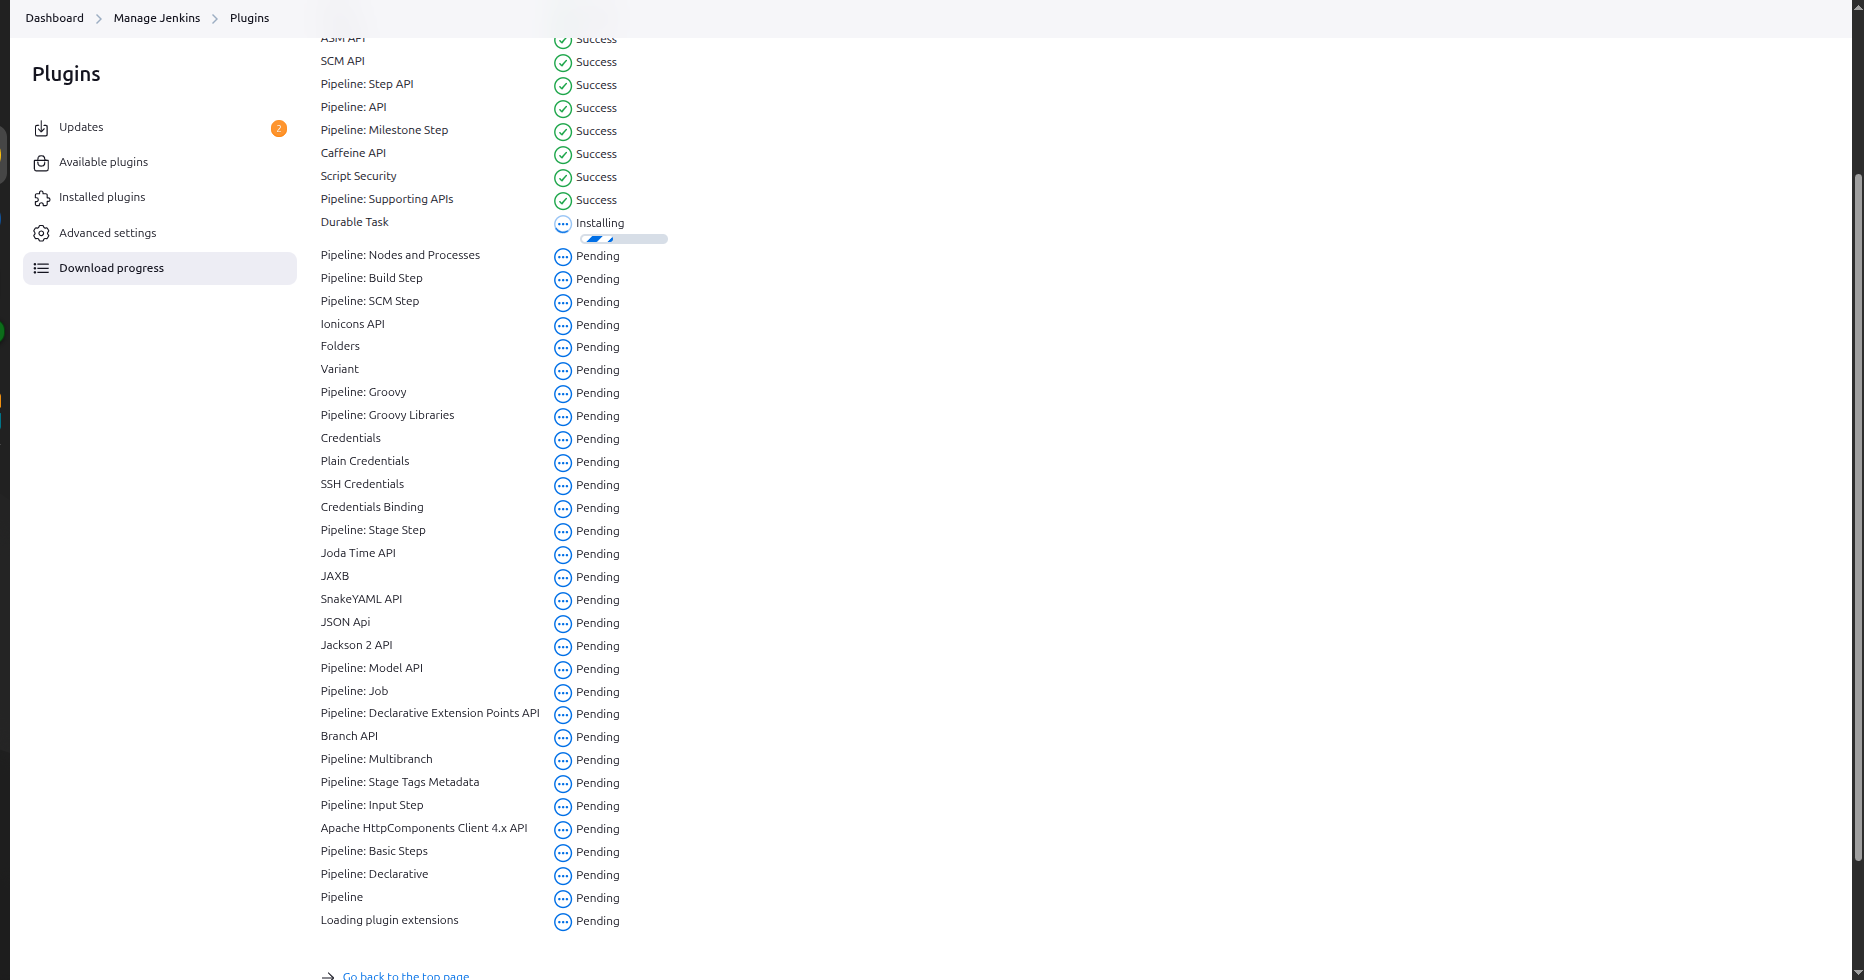 Dashboard > Manage Jenkins > Plugins
Plugins
Updates 2
Available plugins
Installed plugins
Advanced settings
Download progress
ASM API Success
SCM API Success
Pipeline: Step API Success
Pipeline: API Success
Pipeline: Milestone Step Success
Caffeine API Success
Script Security Success
Pipeline: Supporting APIs Success
Durable Task Installing
Pipeline: Nodes and Processes Pending
Pipeline: Build Step Pending
Pipeline: SCM Step Pending
Ionicons API Pending
Folders Pending
Variant Pending
Pipeline: Groovy Pending
Pipeline: Groovy Libraries Pending
Credentials Pending
Plain Credentials Pending
SSH Credentials Pending
Credentials Binding Pending
Pipeline: Stage Step Pending
Joda Time API Pending
JAXB Pending
SnakeYAML API Pending
JSON Api Pending
Jackson 2 API Pending
Pipeline: Model API Pending
Pipeline: Job Pending
Pipeline: Declarative Extension Points API Pending
Branch API Pending
Pipeline: Multibranch Pending
Pipeline: Stage Tags Metadata Pending
Pipeline: Input Step Pending
Apache HttpComponents Client 4.x API Pending
Pipeline: Basic Steps Pending
Pipeline: Declarative Pending
Pipeline Pending
Loading plugin extensions Pending
Go back to the top page